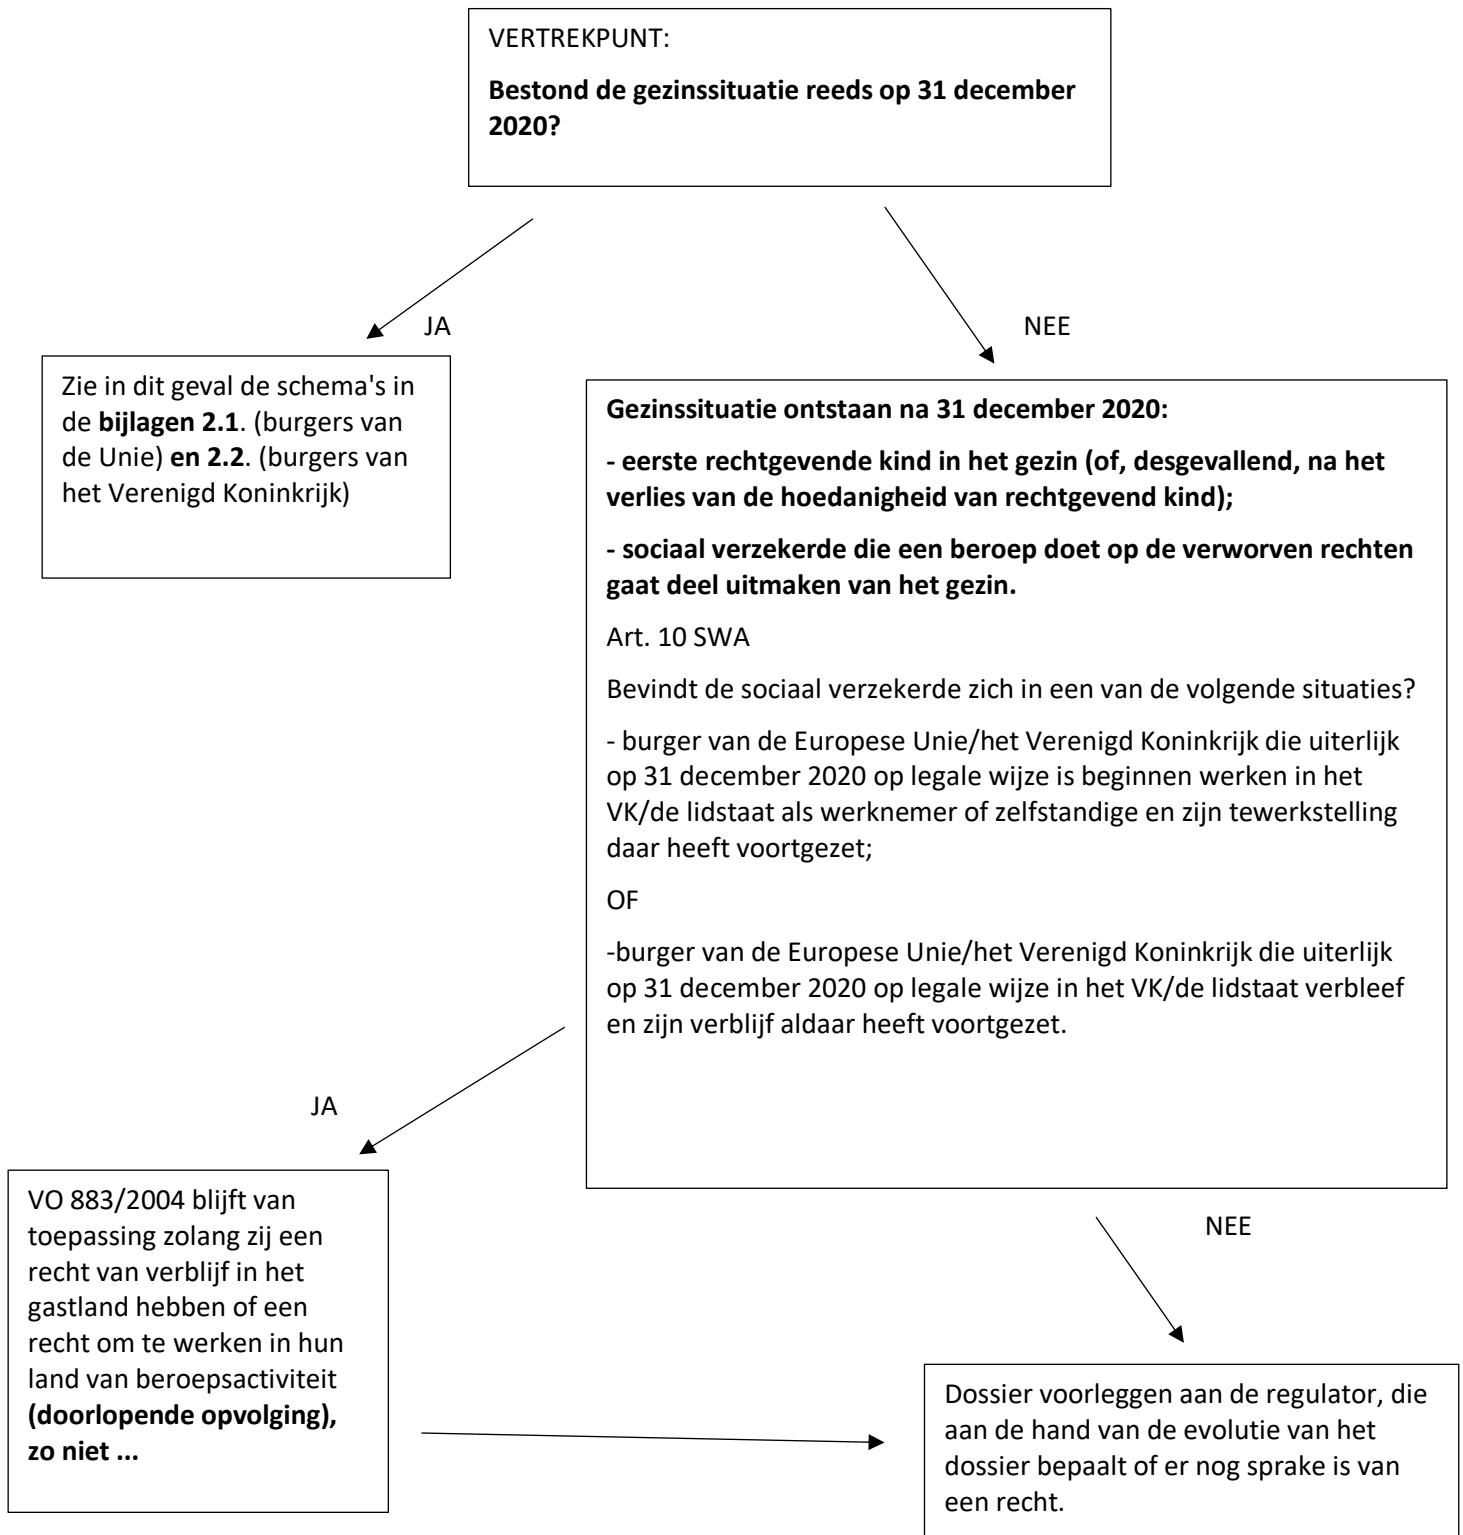 VERTREKPUNT:
Bestond de gezinssituatie reeds op 31 december
2020?
JA
NEE
Zie in dit geval de schema's in
de bijlagen 2.1. (burgers van
de Unie) en 2.2. (burgers van
het Verenigd Koninkrijk)
Gezinssituatie ontstaan na 31 december 2020:
- eerste rechtgevende kind in het gezin (of, desgevallend, na het
verlies van de hoedanigheid van rechtgevend kind);
- sociaal verzekerde die een beroep doet op de verworven rechten
gaat deel uitmaken van het gezin.
Art. 10 SWA
Bevindt de sociaal verzekerde zich in een van de volgende situaties?
- burger van de Europese Unie/het Verenigd Koninkrijk die uiterlijk
op 31 december 2020 op legale wijze is beginnen werken in het
VK/de lidstaat als werknemer of zelfstandige en zijn tewerkstelling
daar heeft voortgezet;
OF
-burger van de Europese Unie/het Verenigd Koninkrijk die uiterlijk
op 31 december 2020 op legale wijze in het VK/de lidstaat verbleef
en zijn verblijf aldaar heeft voortgezet.
JA
NEE
VO 883/2004 blijft van
toepassing zolang zij een
recht van verblijf in het
gastland hebben of een
recht om te werken in hun
land van beroepsactiviteit
(doorlopende opvolging),
zo niet ...
Dossier voorleggen aan de regulator, die
aan de hand van de evolutie van het
dossier bepaalt of er nog sprake is van
een recht.